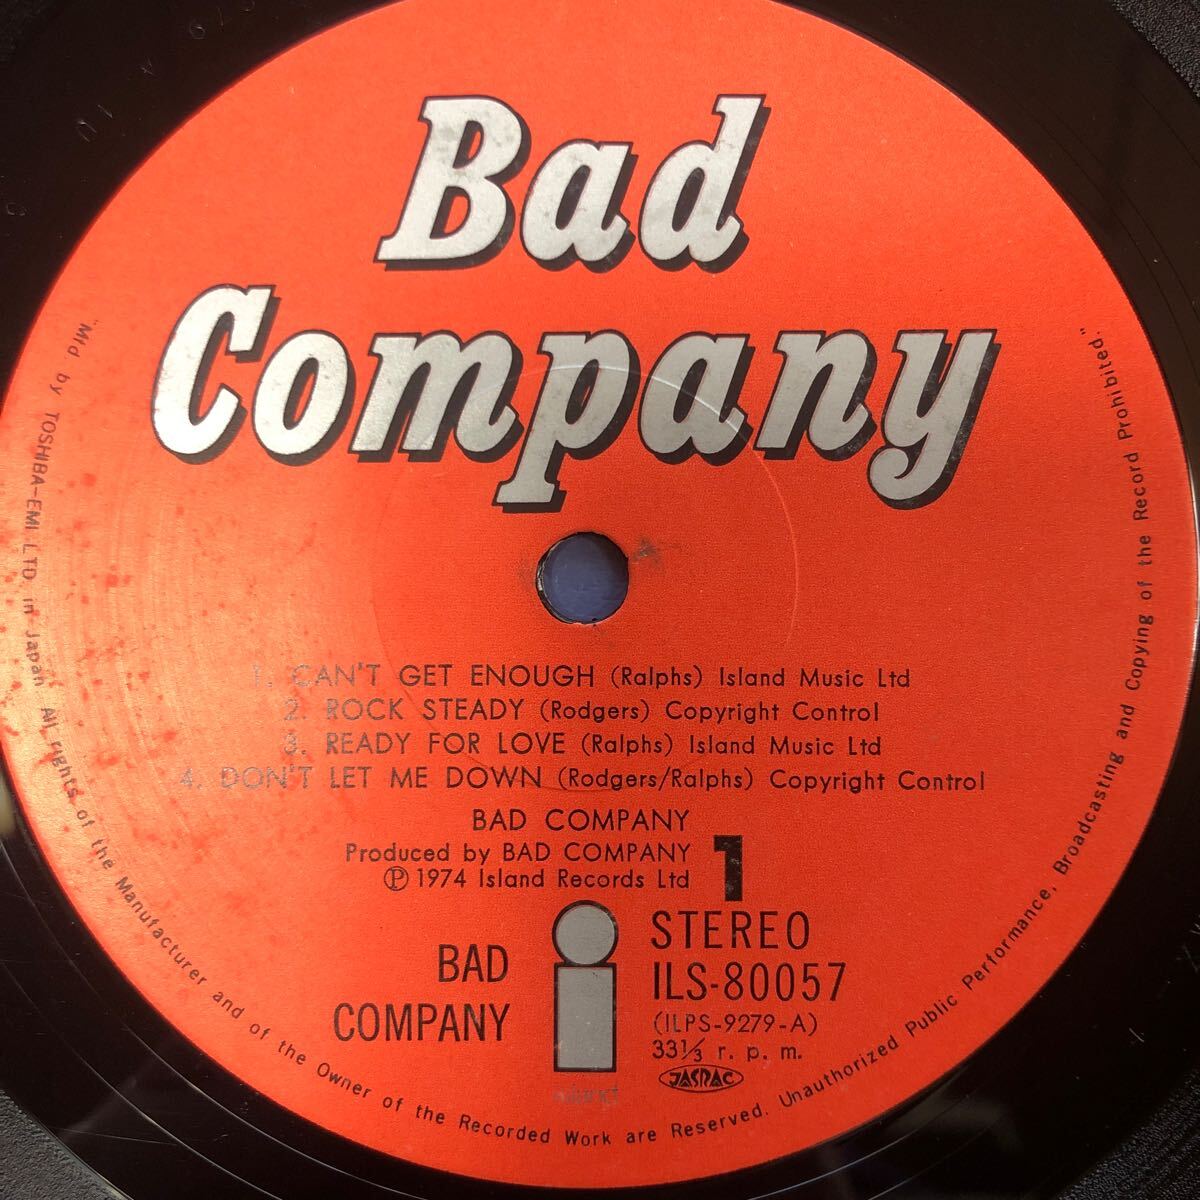 Bad
Company
1. CAN'T GET ENOUGH (Ralphs) Island Music Ltd
2. ROCK STEADY (Rodgers) Copyright Control
3. READY FOR LOVE (Ralphs) Island Music Ltd
4. DON'T LET ME DOWN (Rodgers/Ralphs) Copyright Control
BAD COMPANY
Produced by BAD COMPANY
℗ 1974 Island Records Ltd
1
BAD
COMPANY
STEREO
ILS-80057
(ILPS-9279-A)
33⅓ r. p. m.
JASRAC
"Mfd by TOSHIBA-EMI LTD in Japan All rights of the Manufacturer and of the Owner of the Recorded Work are Reserved. Unauthorized Public Performance, Broadcasting and Copying of the Record Prohibited."